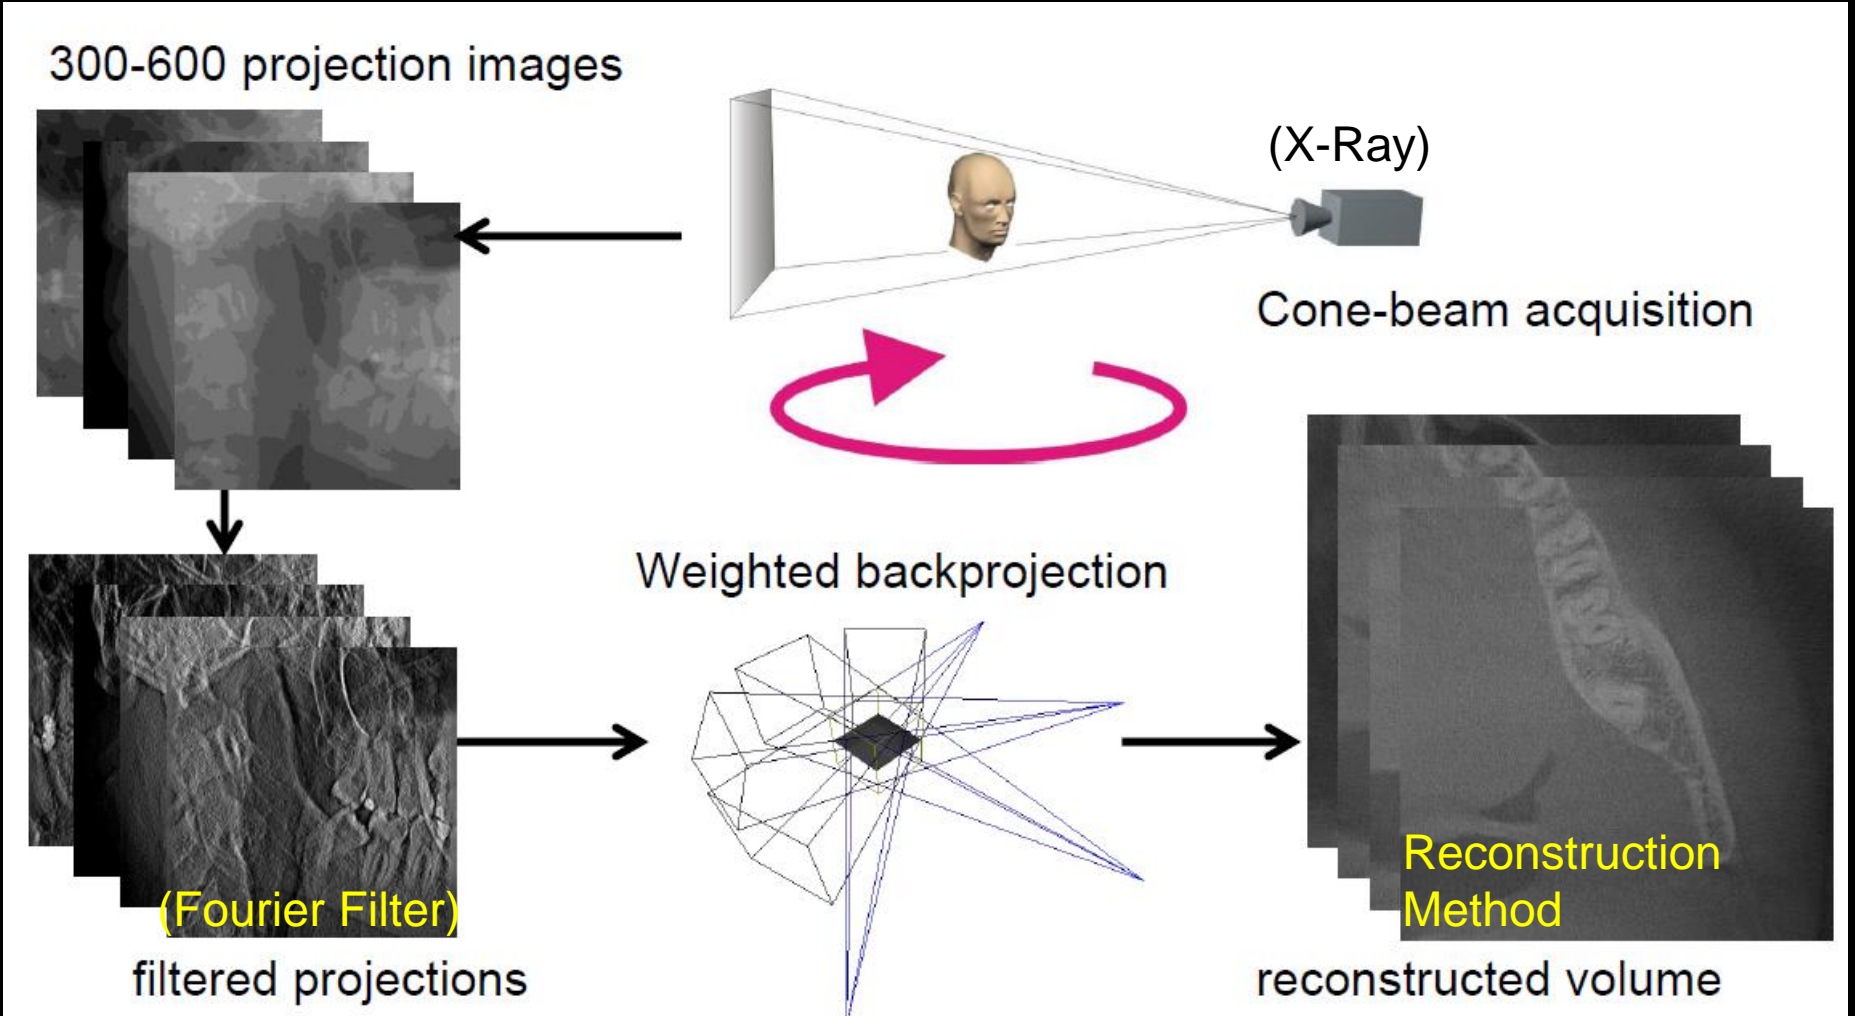 300-600 projection images
(X-Ray)
Cone-beam acquisition
Weighted backprojection
Reconstruction
Method
(Fourier Filter)
filtered projections
reconstructed volume